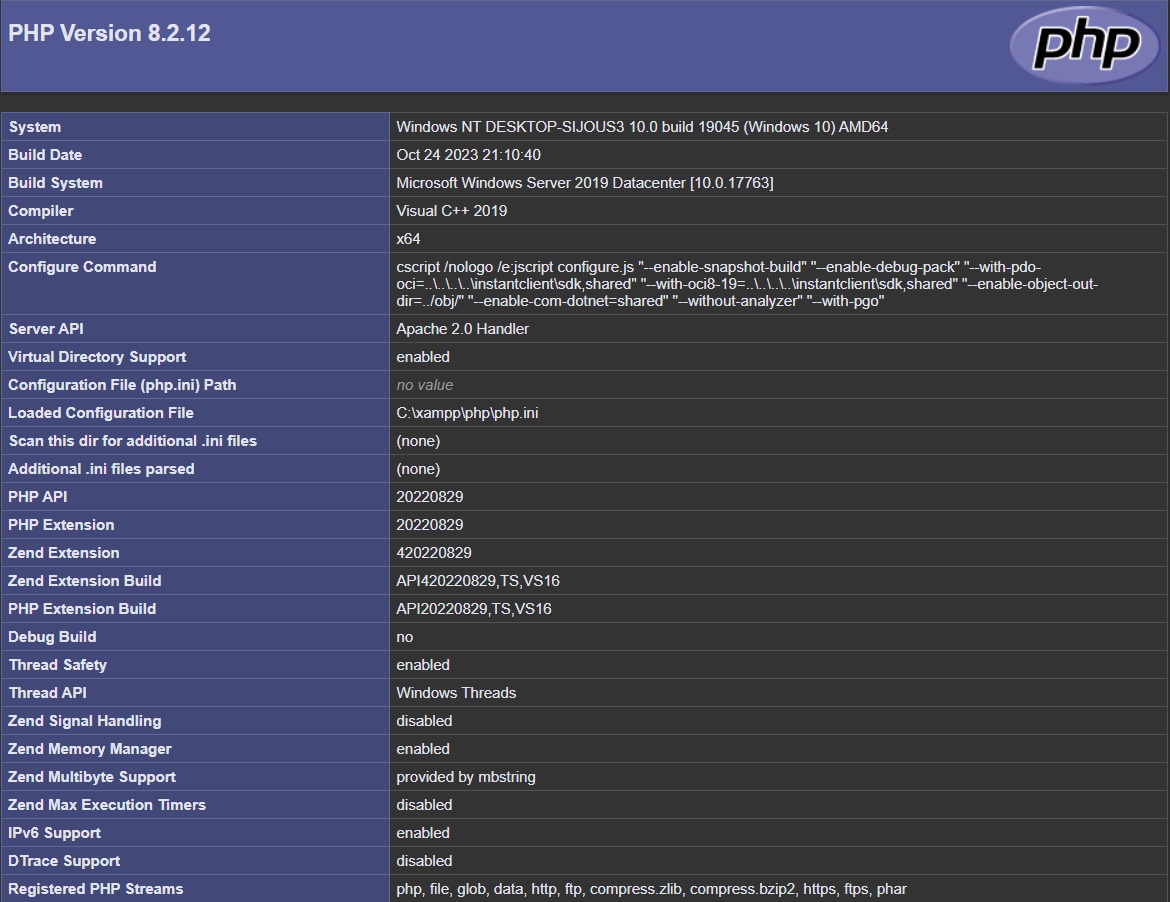 PHP Version 8.2.12
php
System Windows NT DESKTOP-SIJOUS3 10.0 build 19045 (Windows 10) AMD64
Build Date Oct 24 2023 21:10:40
Build System Microsoft Windows Server 2019 Datacenter [10.0.17763]
Compiler Visual C++ 2019
Architecture x64
Configure Command cscript /nologo /e:jscript configure.js "--enable-snapshot-build" "--enable-debug-pack" "--with-pdo-
oci=..\..\..\..\instantclient\sdk,shared" "--with-oci8-19=..\..\..\..\instantclient\sdk,shared" "--enable-object-out-
dir=../obj/" "--enable-com-dotnet=shared" "--without-analyzer" "--with-pgo"
Server API Apache 2.0 Handler
Virtual Directory Support enabled
Configuration File (php.ini) Path no value
Loaded Configuration File C:\xampp\php\php.ini
Scan this dir for additional .ini files (none)
Additional .ini files parsed (none)
PHP API 20220829
PHP Extension 20220829
Zend Extension 420220829
Zend Extension Build API420220829,TS,VS16
PHP Extension Build API20220829,TS,VS16
Debug Build no
Thread Safety enabled
Thread API Windows Threads
Zend Signal Handling disabled
Zend Memory Manager enabled
Zend Multibyte Support provided by mbstring
Zend Max Execution Timers disabled
IPv6 Support enabled
DTrace Support disabled
Registered PHP Streams php, file, glob, data, http, ftp, compress.zlib, compress.bzip2, https, ftps, phar